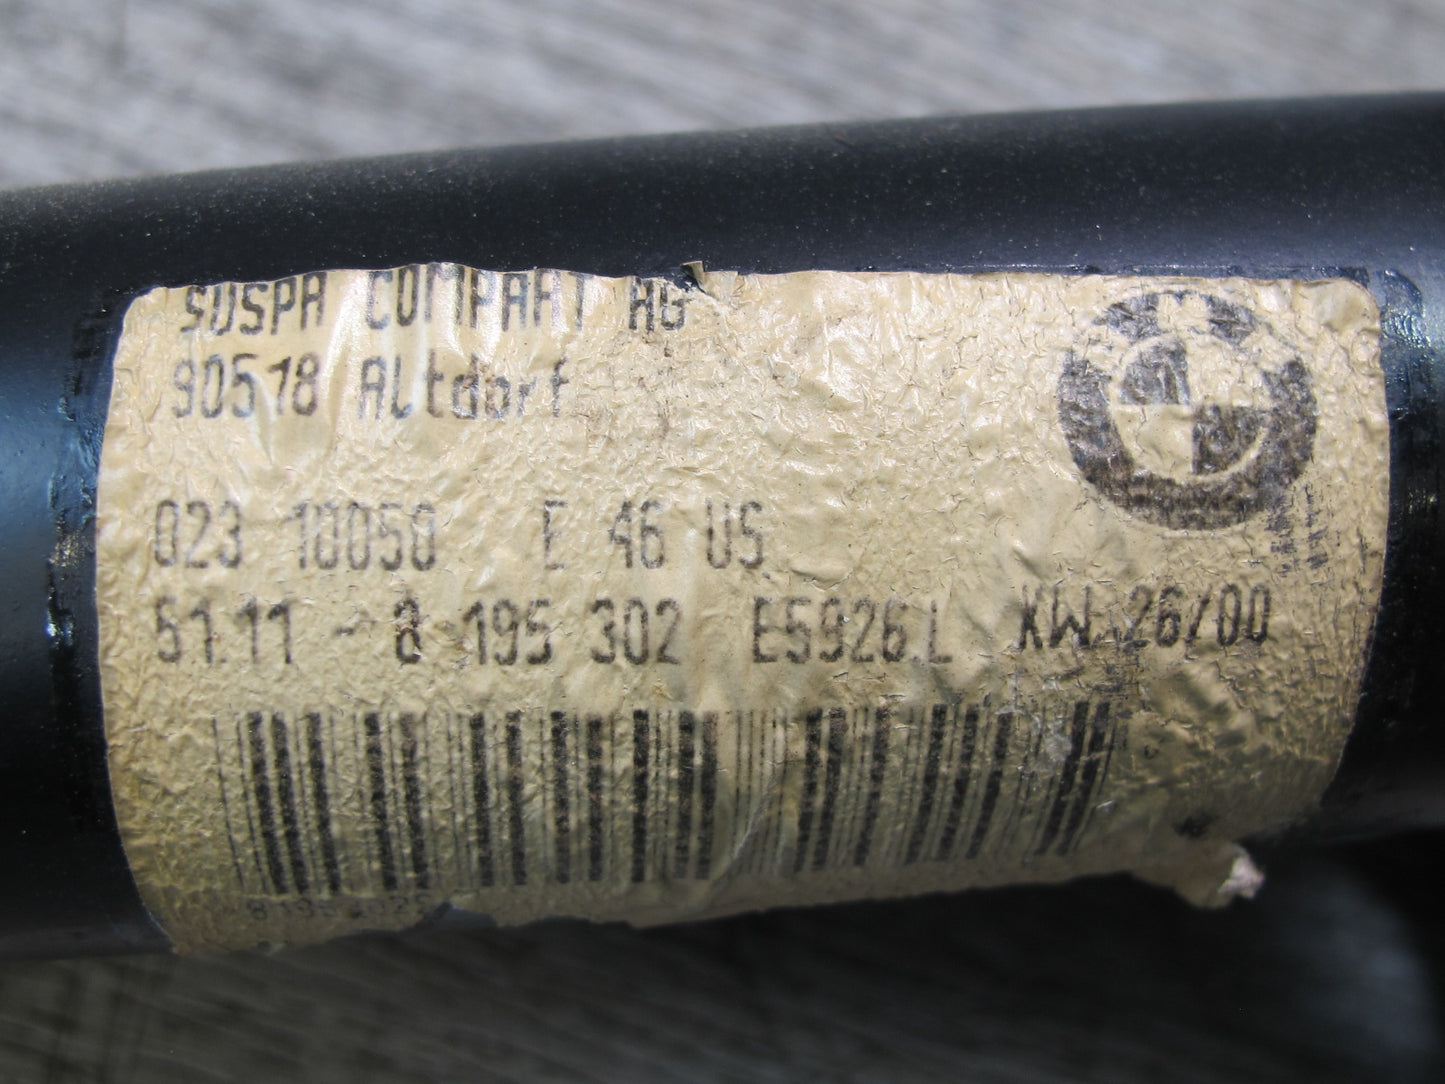 SUSPA COMPART AG
90518 Altdorf
023 10050 E 46 US
51.11 - 8 195 302 E5926.L KW 26/00